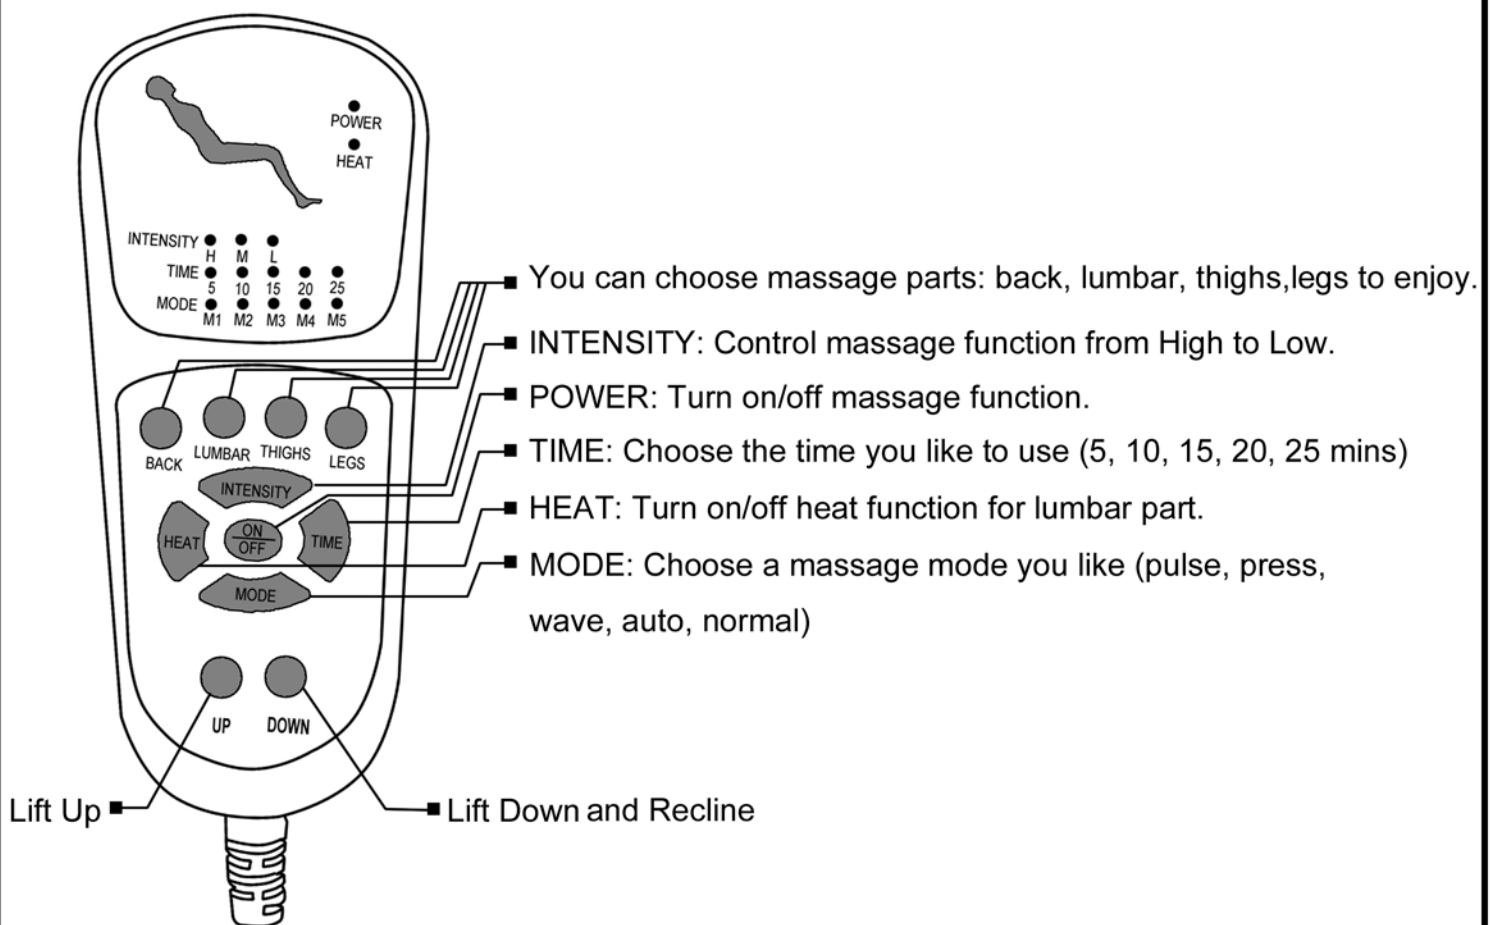 POWER
HEAT
INTENSITY
H M L
TIME
5 10 15 20 25
MODE
M1 M2 M3 M4 M5
You can choose massage parts: back, lumbar, thighs,legs to enjoy.
INTENSITY: Control massage function from High to Low.
POWER: Turn on/off massage function.
TIME: Choose the time you like to use (5, 10, 15, 20, 25 mins)
HEAT: Turn on/off heat function for lumbar part.
MODE: Choose a massage mode you like (pulse, press,
wave, auto, normal)
BACK LUMBAR THIGHS LEGS
INTENSITY
HEAT
ON
OFF
TIME
MODE
UP DOWN
Lift Up
Lift Down and Recline